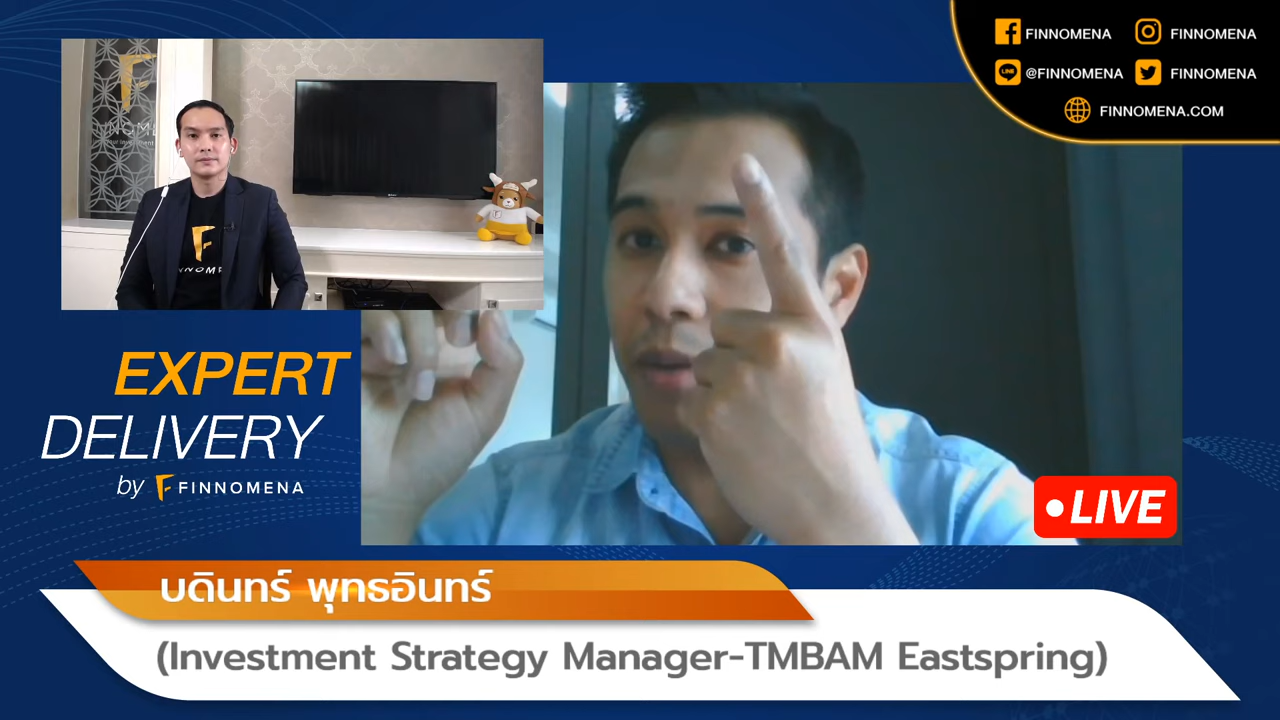 FINNOMENA
FINNOMENA
LINE
@FINNOMENA
FINNOMENA
FINNOMENA.COM
EXPERT
DELIVERY
by FINNOMENA
LIVE
บดินทร์ พุทธอินทร์
(Investment Strategy Manager-TMBAM Eastspring)